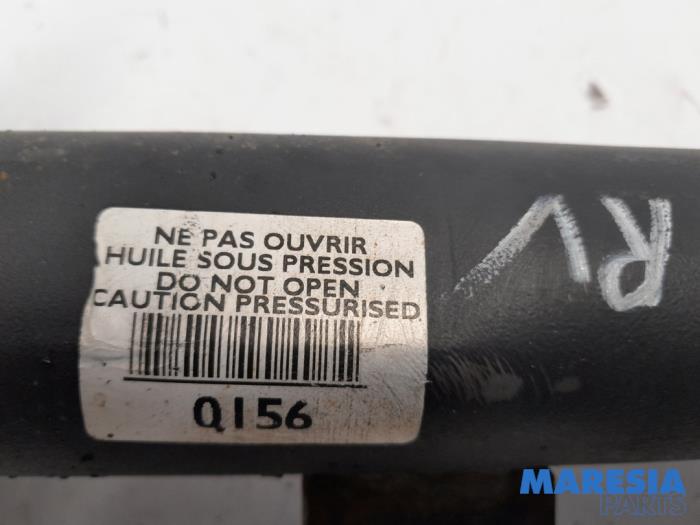 NE PAS OUVRIR
HUILE SOUS PRESSION
DO NOT OPEN
CAUTION PRESSURISED
Q156
RV
MARESIA
PARTS